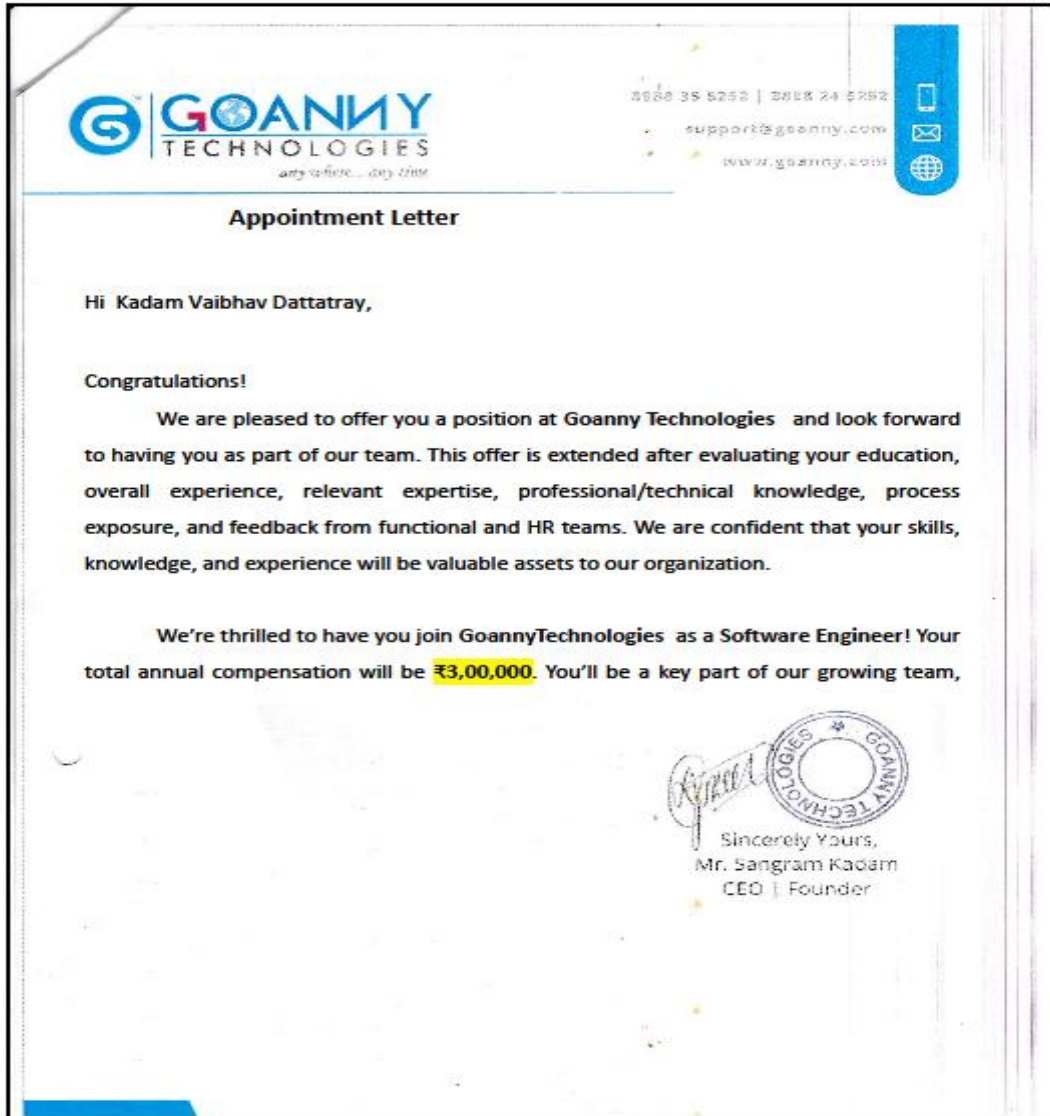 GOANNY
TECHNOLOGIES
any where... any time
support@goanny.com
www.goanny.com
Appointment Letter
Hi Kadam Vaibhav Dattatray,
Congratulations!
We are pleased to offer you a position at Goanny Technologies and look forward
to having you as part of our team. This offer is extended after evaluating your education,
overall experience, relevant expertise, professional/technical knowledge, process
exposure, and feedback from functional and HR teams. We are confident that your skills,
knowledge, and experience will be valuable assets to our organization.
We're thrilled to have you join GoannyTechnologies as a Software Engineer! Your
total annual compensation will be ₹3,00,000. You'll be a key part of our growing team,
GOANNY TECHNOLOGIES
Sincerely Yours,
Mr. Sangram Kadam
CEO | Founder